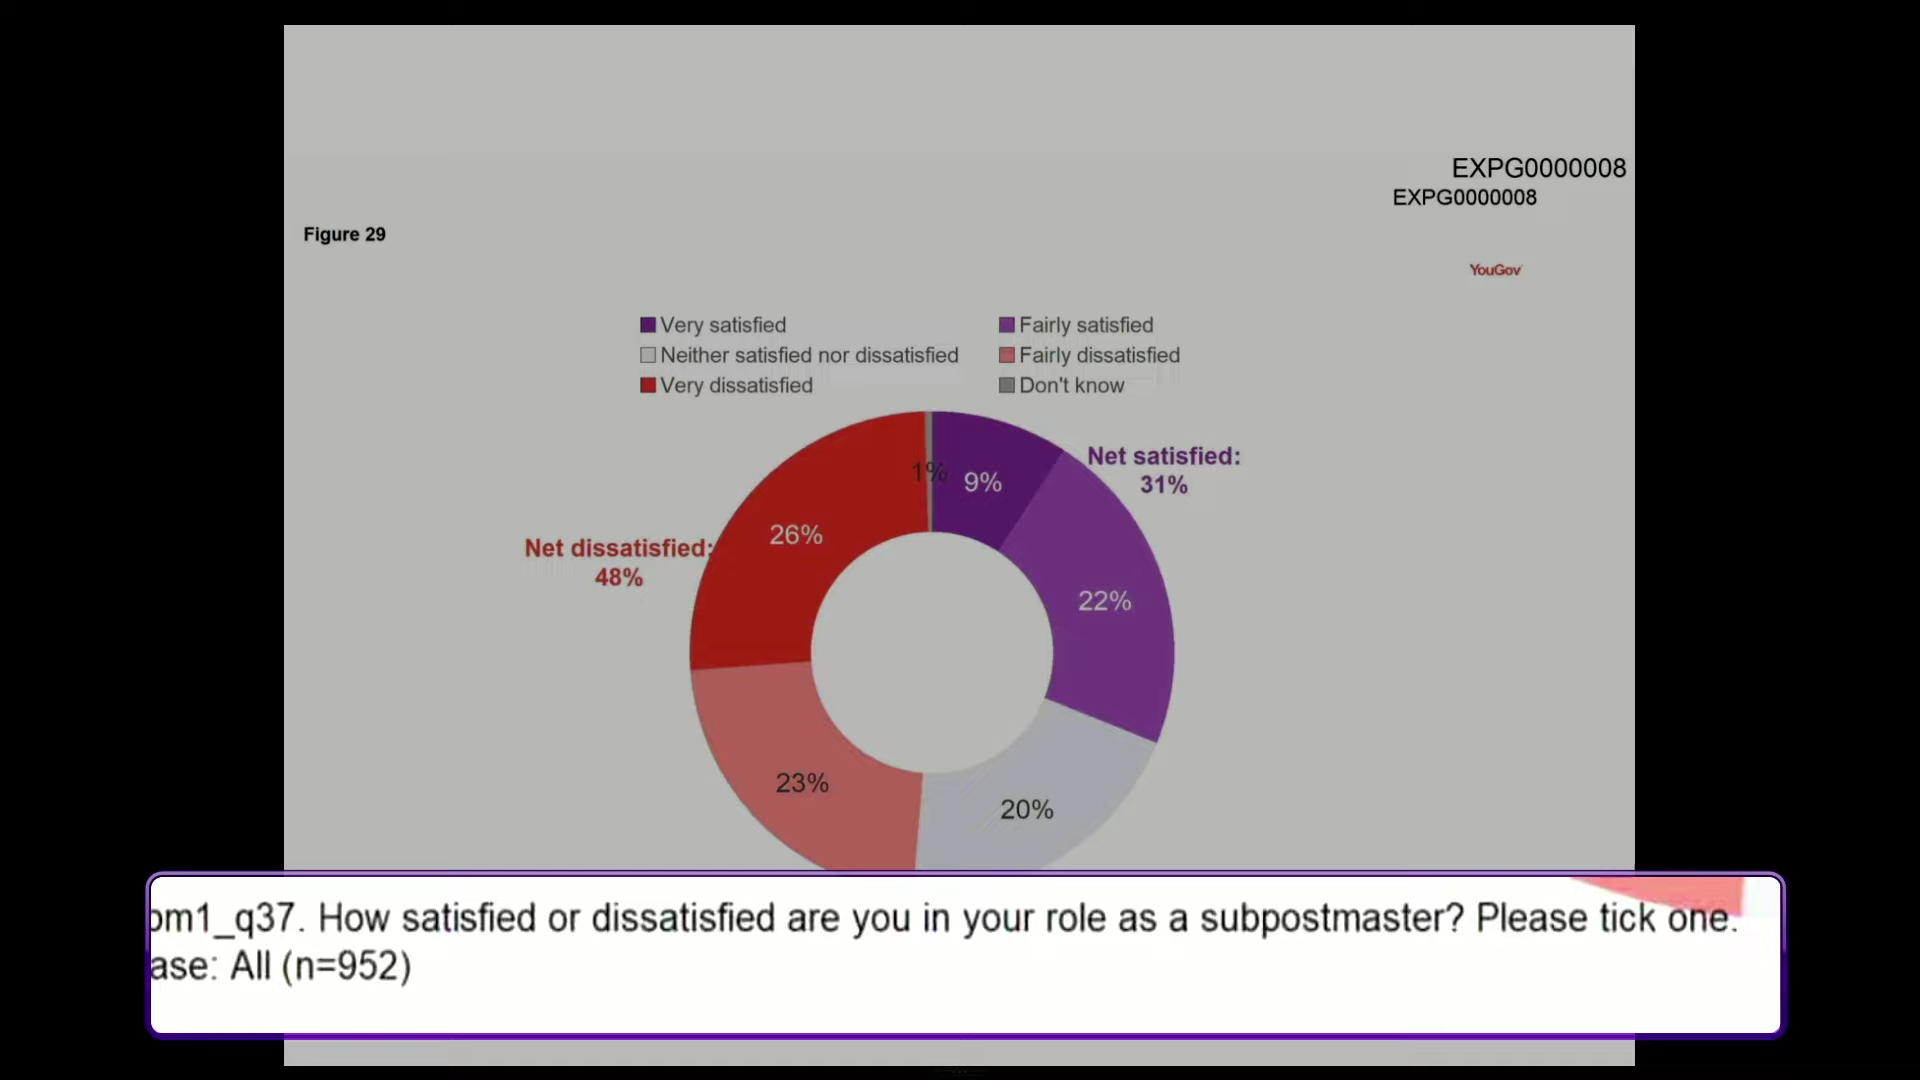 EXPG0000008
EXPG0000008
Figure 29
YouGov
Very satisfied
Fairly satisfied
Neither satisfied nor dissatisfied
Fairly dissatisfied
Very dissatisfied
Don't know
Net satisfied:
31%
1%
9%
26%
Net dissatisfied:
48%
22%
23%
20%
om1_q37. How satisfied or dissatisfied are you in your role as a subpostmaster? Please tick one.
ase: All (n=952)